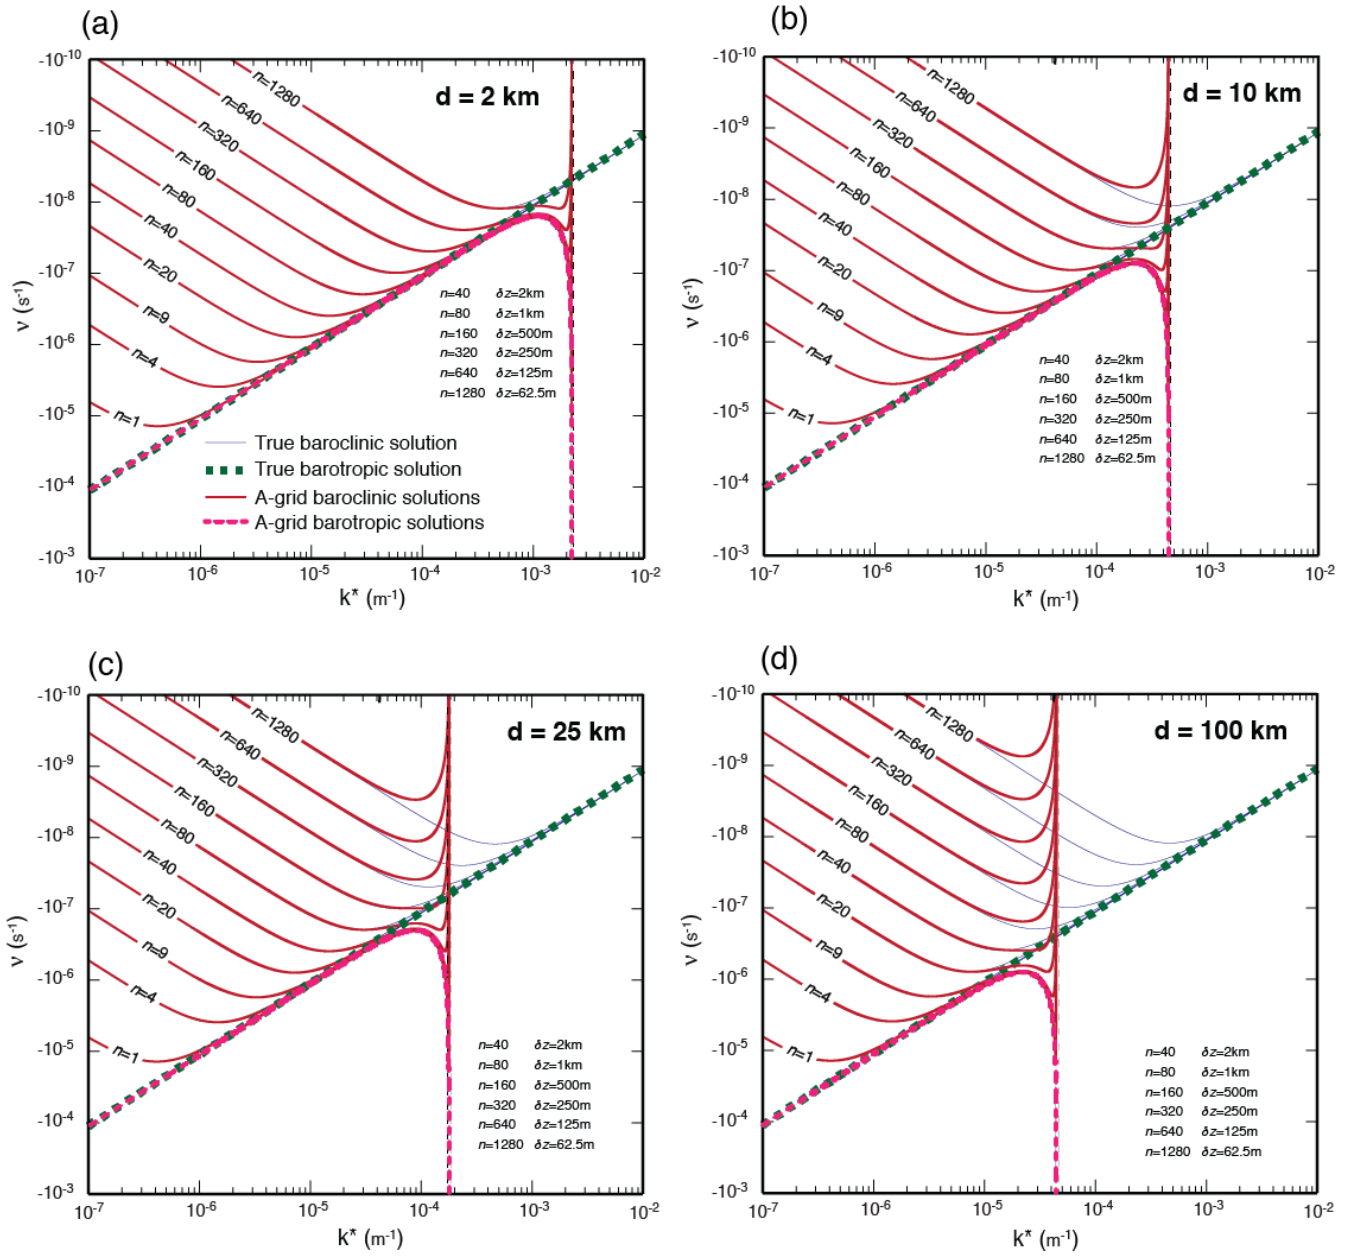 (a)
d = 2 km
-10-10
-10-9
-10-8
-10-7
-10-6
-10-5
-10-4
-10-3
ν (s-1)
n=1280
n=640
n=320
n=160
n=80
n=40
n=20
n=9
n=4
n=1
n=40 δz=2km
n=80 δz=1km
n=160 δz=500m
n=320 δz=250m
n=640 δz=125m
n=1280 δz=62.5m
True baroclinic solution
True barotropic solution
A-grid baroclinic solutions
A-grid barotropic solutions
10-7 10-6 10-5 10-4 10-3 10-2
k* (m-1)
(b)
d = 10 km
-10-10
-10-9
-10-8
-10-7
-10-6
-10-5
-10-4
-10-3
ν (s-1)
n=1280
n=640
n=320
n=160
n=80
n=40
n=20
n=9
n=4
n=1
n=40 δz=2km
n=80 δz=1km
n=160 δz=500m
n=320 δz=250m
n=640 δz=125m
n=1280 δz=62.5m
10-7 10-6 10-5 10-4 10-3 10-2
k* (m-1)
(c)
d = 25 km
-10-10
-10-9
-10-8
-10-7
-10-6
-10-5
-10-4
-10-3
ν (s-1)
n=1280
n=640
n=320
n=160
n=80
n=40
n=20
n=9
n=4
n=1
n=40 δz=2km
n=80 δz=1km
n=160 δz=500m
n=320 δz=250m
n=640 δz=125m
n=1280 δz=62.5m
10-7 10-6 10-5 10-4 10-3 10-2
k* (m-1)
(d)
d = 100 km
-10-10
-10-9
-10-8
-10-7
-10-6
-10-5
-10-4
-10-3
ν (s-1)
n=1280
n=640
n=320
n=160
n=80
n=40
n=20
n=9
n=4
n=1
n=40 δz=2km
n=80 δz=1km
n=160 δz=500m
n=320 δz=250m
n=640 δz=125m
n=1280 δz=62.5m
10-7 10-6 10-5 10-4 10-3 10-2
k* (m-1)